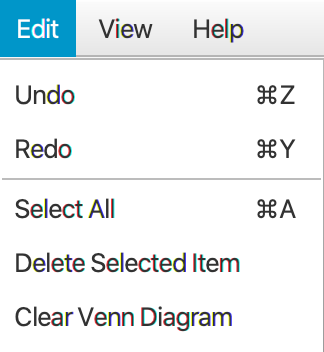 Edit View Help
Undo ⌘Z
Redo ⌘Y
Select All ⌘A
Delete Selected Item
Clear Venn Diagram